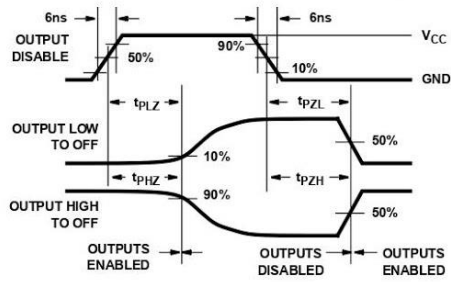 6ns
6ns
OUTPUT
DISABLE
50%
90%
10%
VCC
GND
tPLZ
tPZL
OUTPUT LOW
TO OFF
10%
50%
tPHZ
90%
tPZH
OUTPUT HIGH
TO OFF
50%
OUTPUTS
ENABLED
OUTPUTS
DISABLED
OUTPUTS
ENABLED